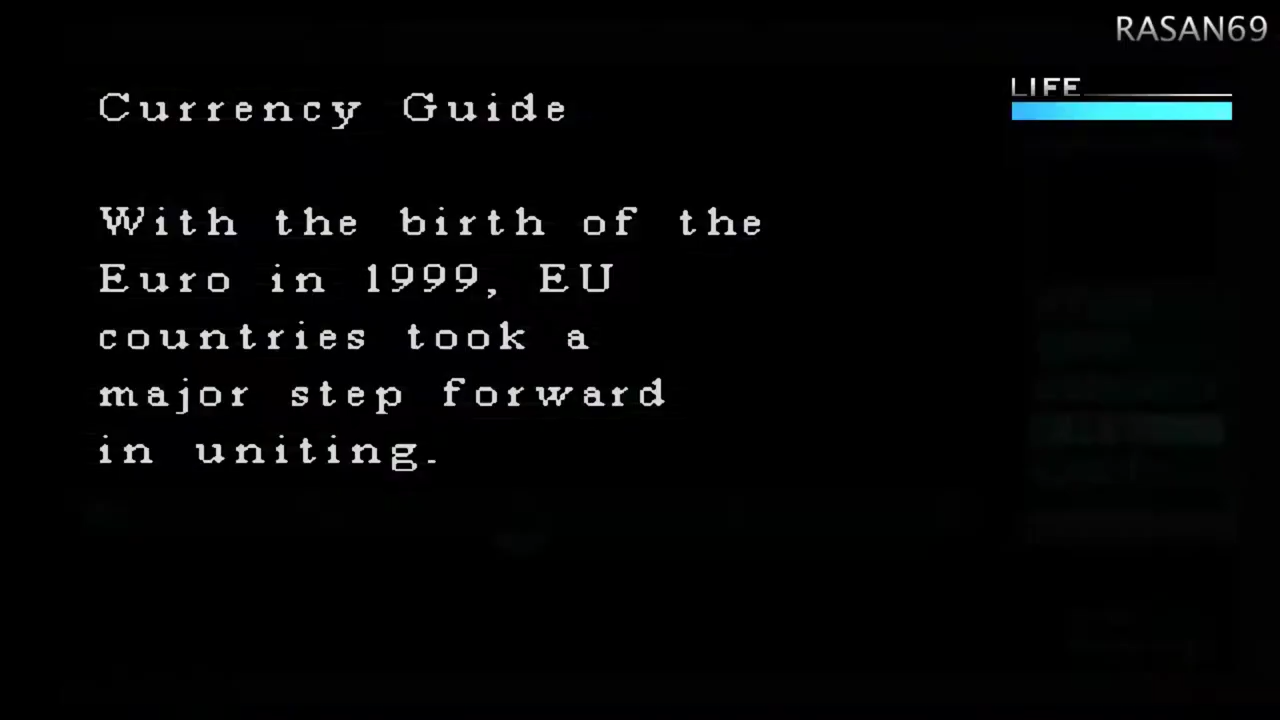 RASAN69
LIFE
Currency Guide
With the birth of the
Euro in 1999, EU
countries took a
major step forward
in uniting.